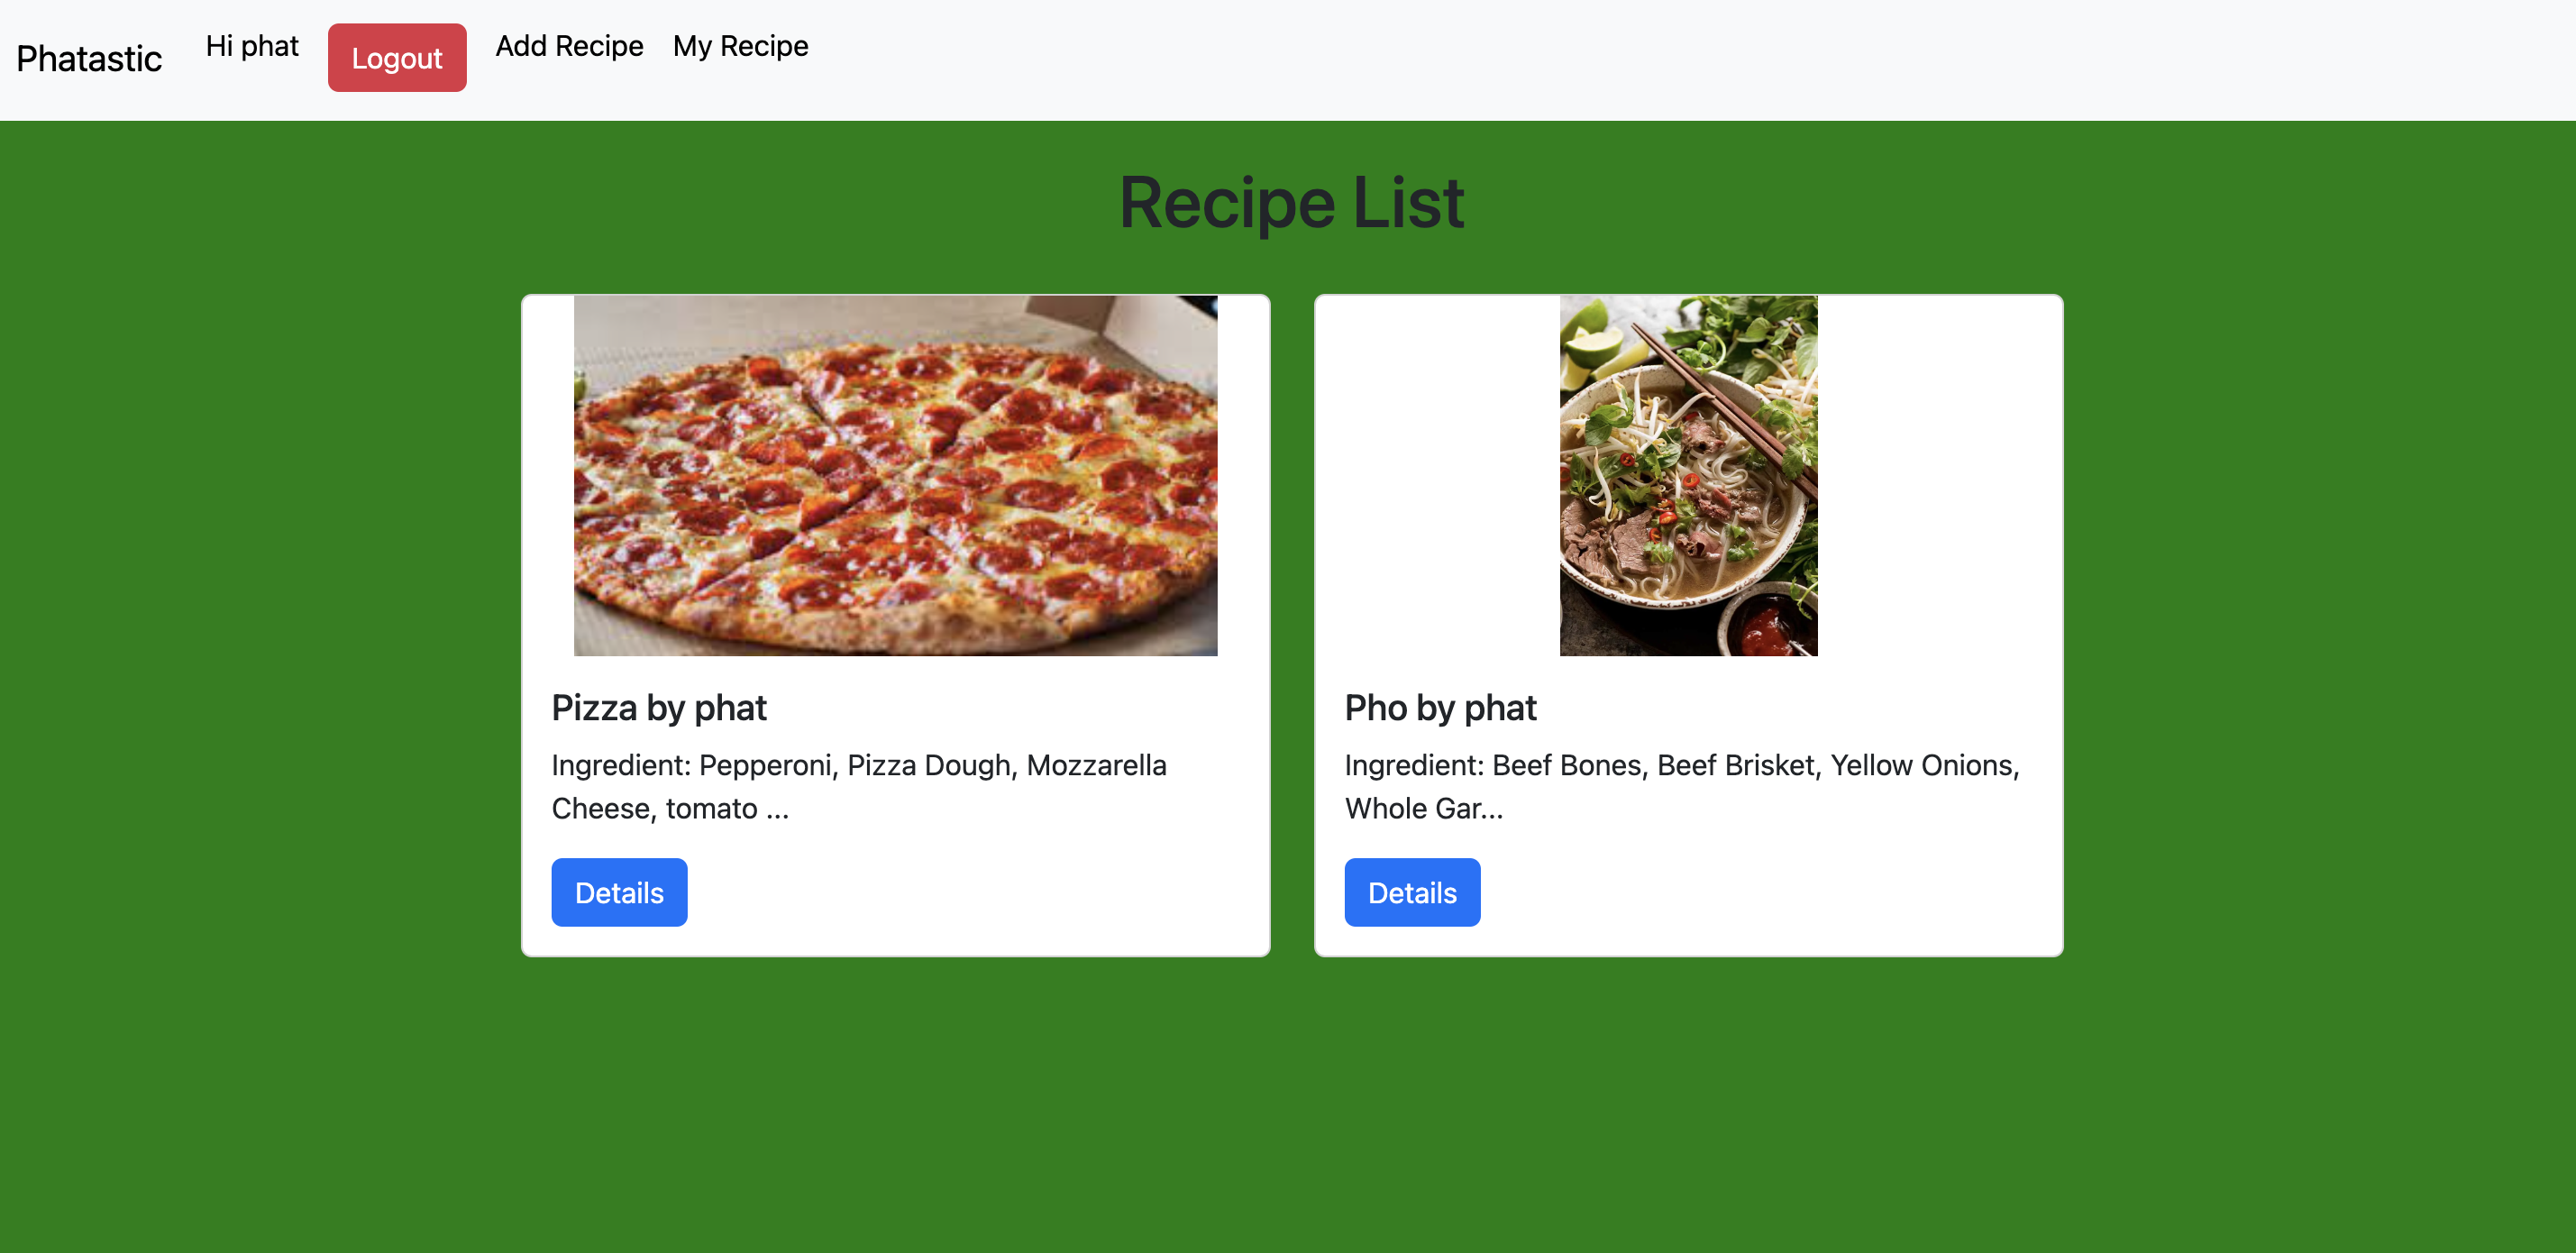 Phatastic Hi phat Logout Add Recipe My Recipe
Recipe List
Pizza by phat
Ingredient: Pepperoni, Pizza Dough, Mozzarella
Cheese, tomato ...
Details
Pho by phat
Ingredient: Beef Bones, Beef Brisket, Yellow Onions,
Whole Gar...
Details